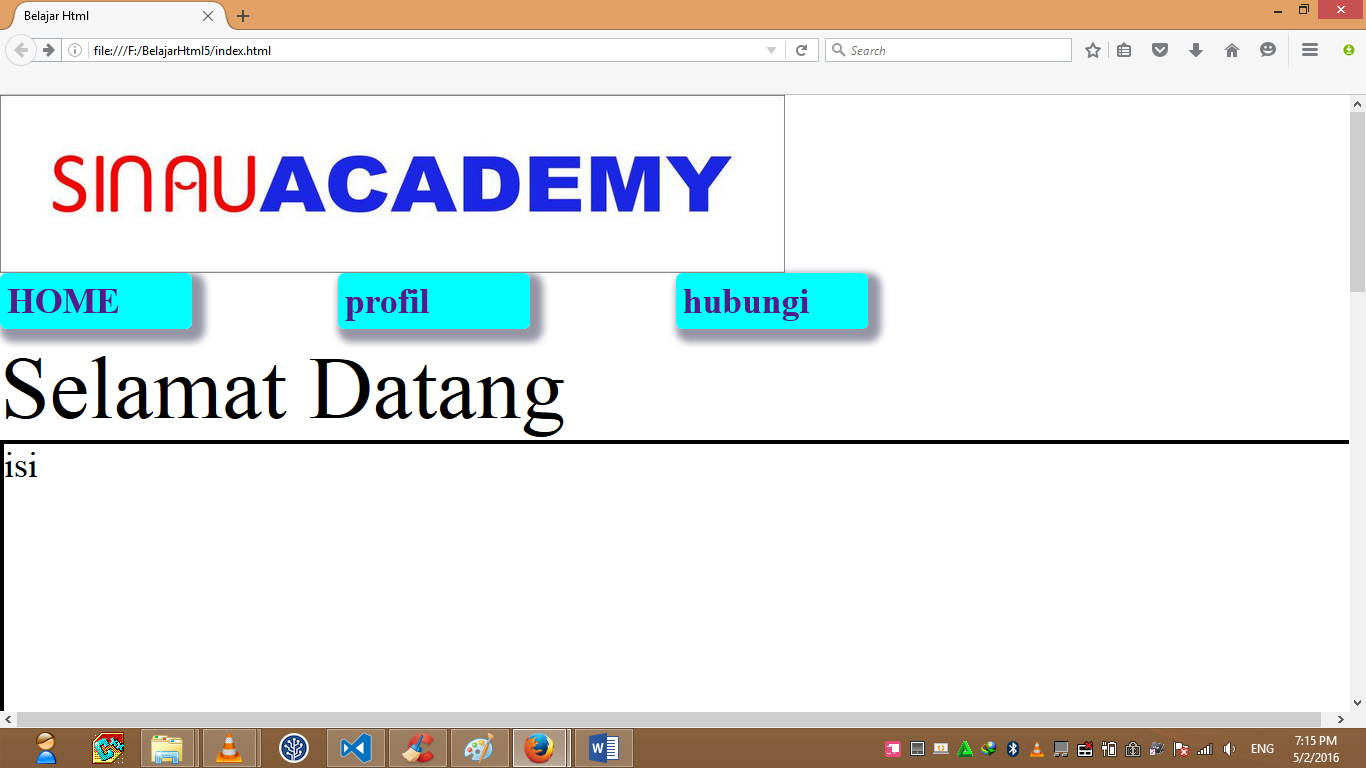 Belajar Html
file:///F:/BelajarHtml5/index.html
Search
SINAUACADEMY
HOME profil hubungi
Selamat Datang
isi
ENG
7:15 PM
5/2/2016